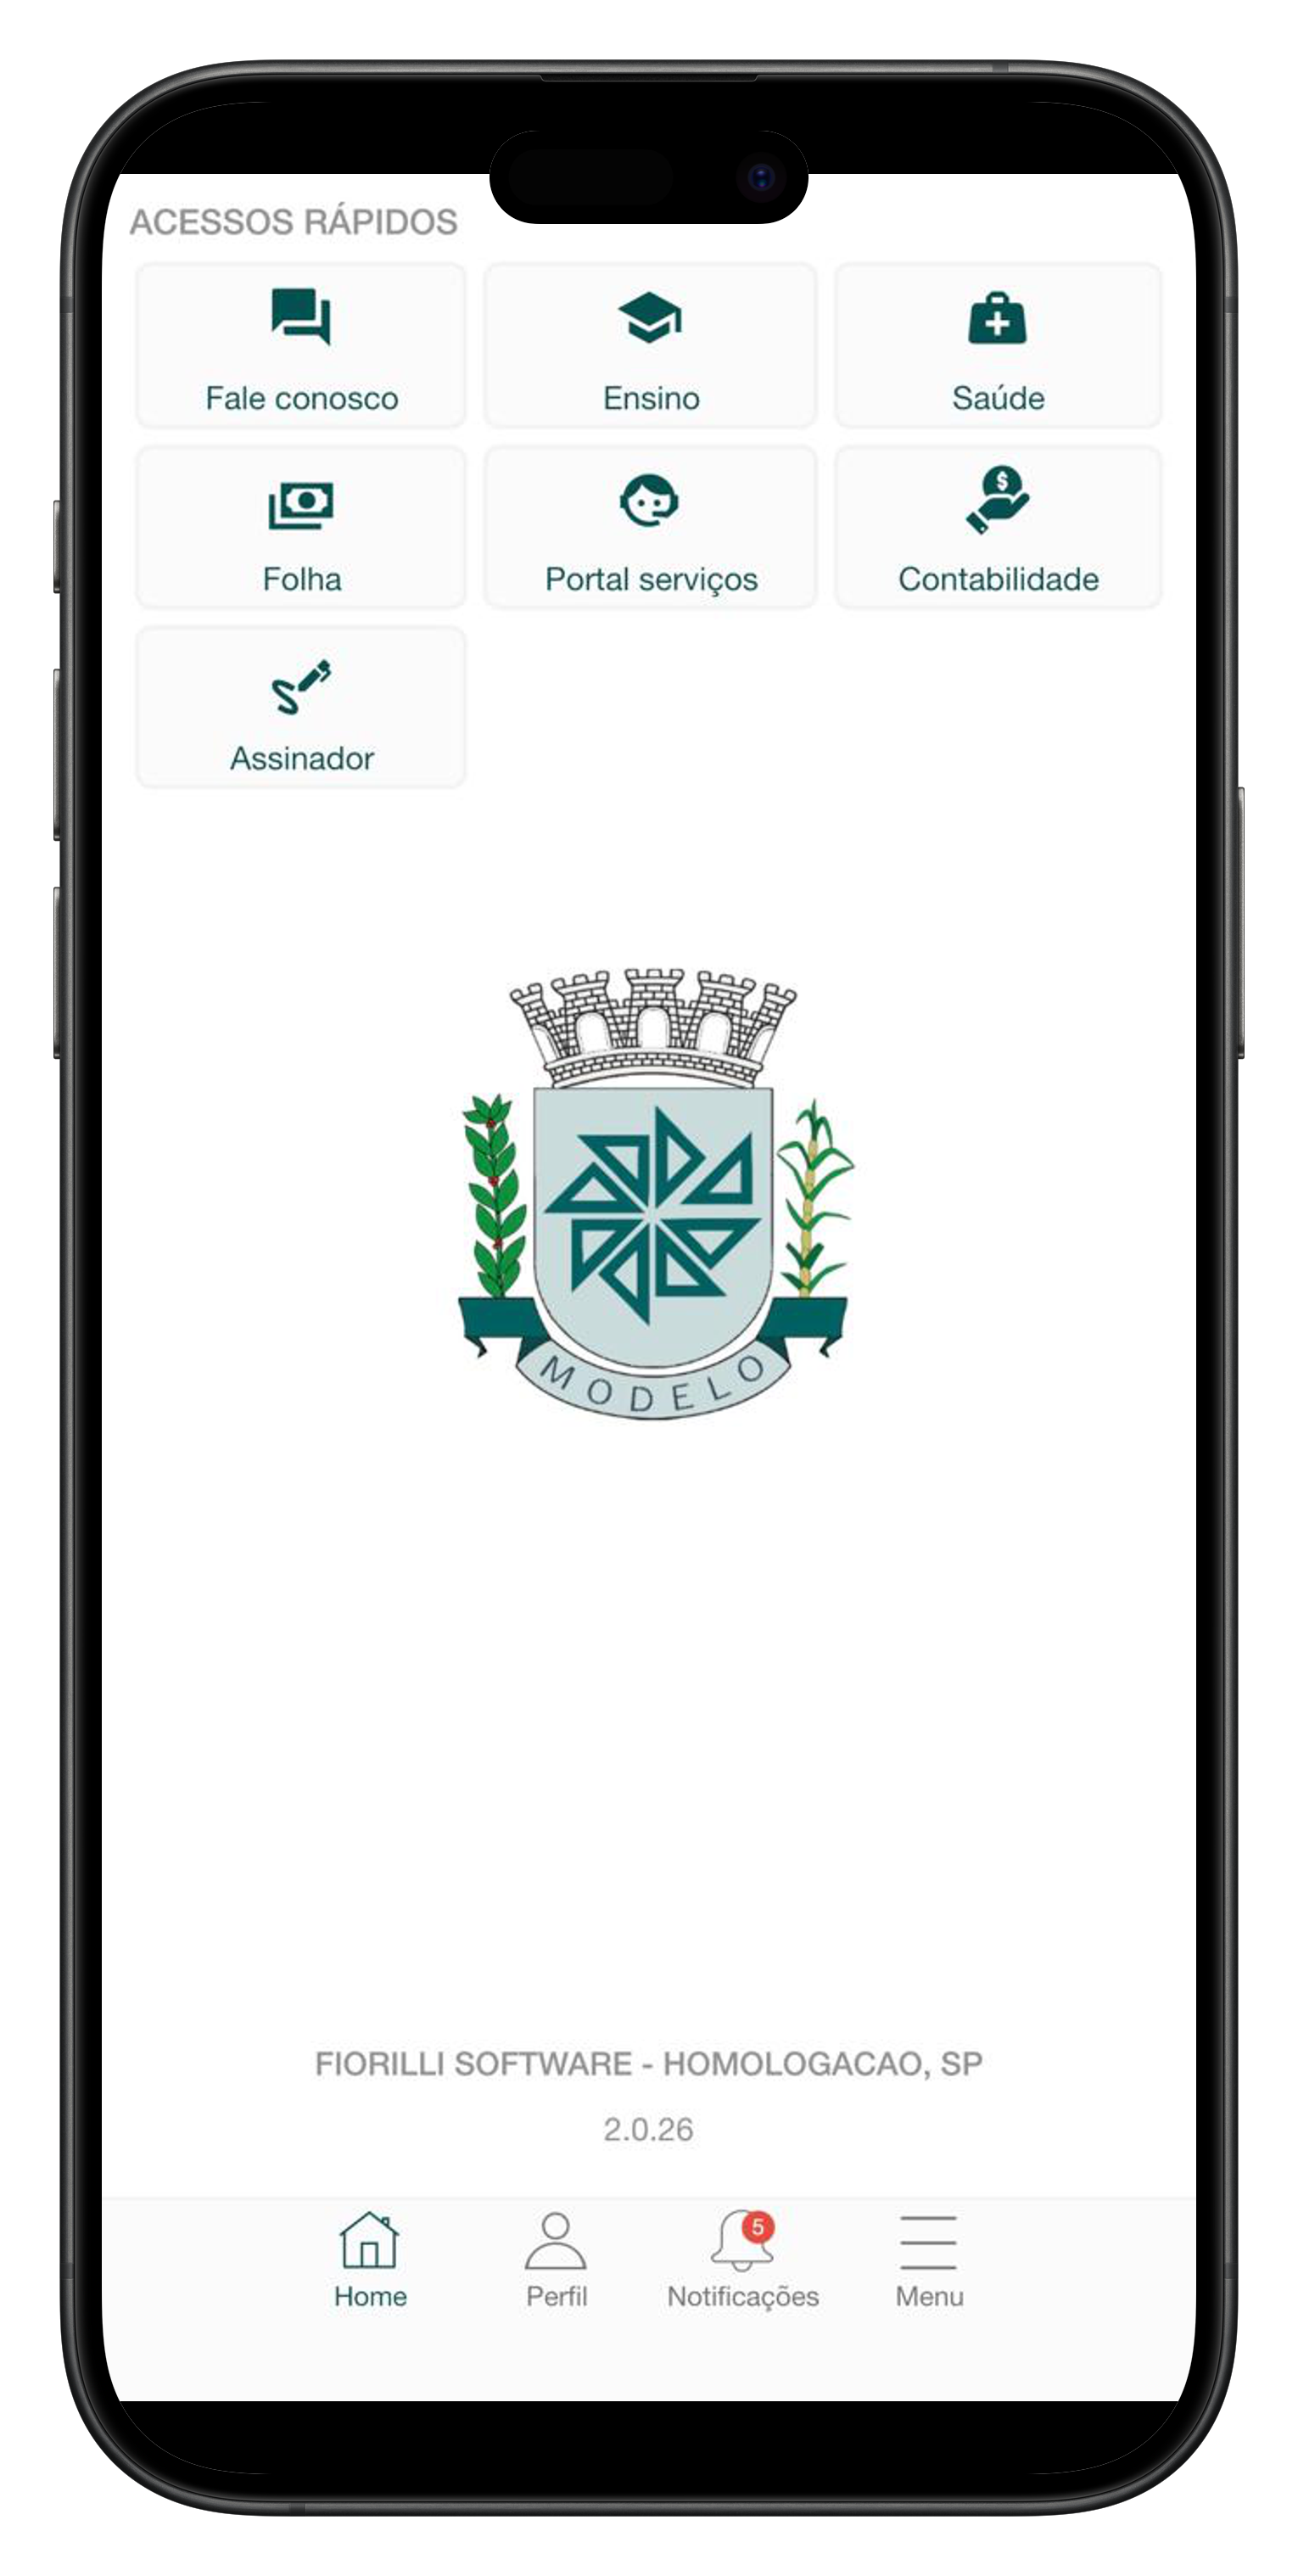 ACESSOS RÁPIDOS
Fale conosco
Ensino
Saúde
Folha
Portal serviços
Contabilidade
Assinador
MODELO
FIORILLI SOFTWARE - HOMOLOGACAO, SP
2.0.26
5
Home
Perfil
Notificações
Menu